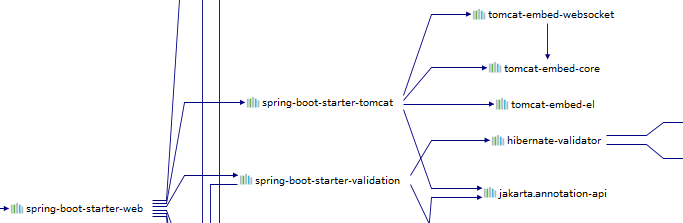 tomcat-embed-websocket
tomcat-embed-core
spring-boot-starter-tomcat
tomcat-embed-el
hibernate-validator
spring-boot-starter-validation
jakarta.annotation-api
spring-boot-starter-web